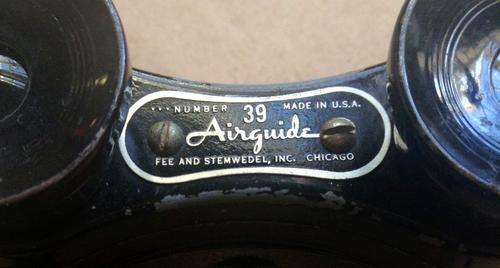 ••• NUMBER 39 MADE IN U.S.A.
Airguide
FEE AND STEMWEDEL, INC. CHICAGO